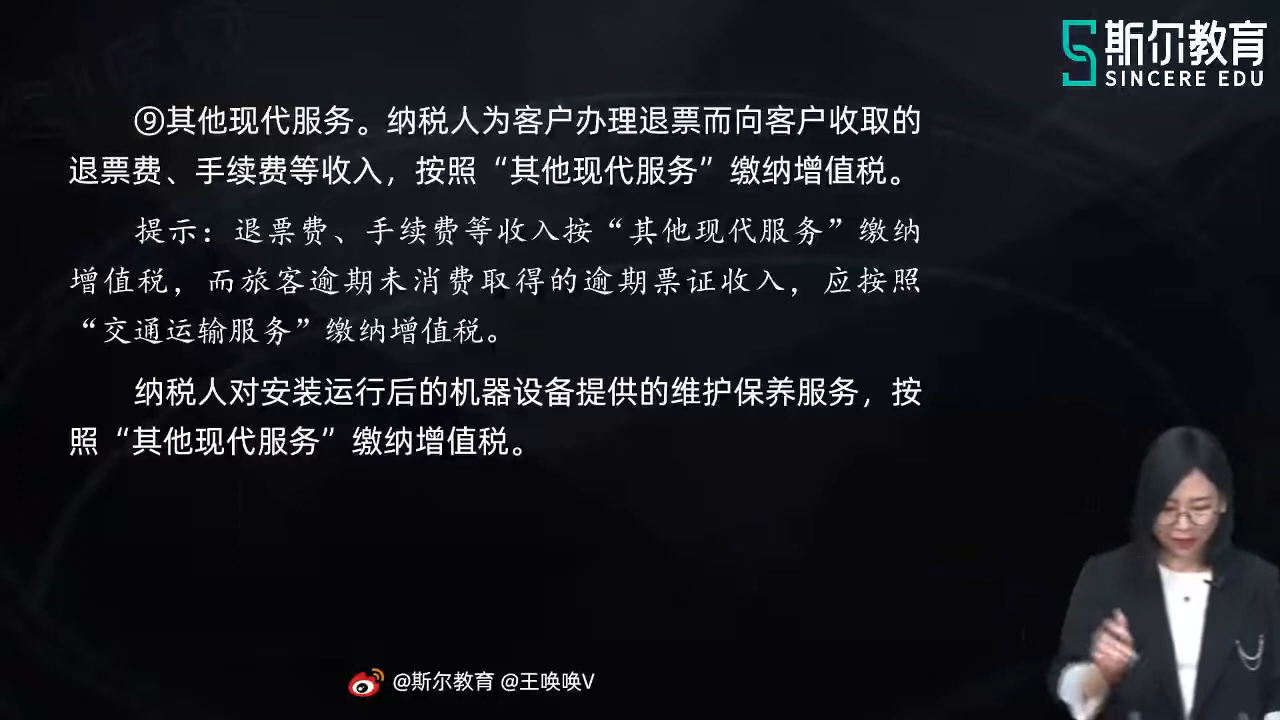 斯尔教育
SINCERE EDU
⑨其他现代服务。纳税人为客户办理退票而向客户收取的
退票费、手续费等收入，按照“其他现代服务”缴纳增值税。
提示：退票费、手续费等收入按“其他现代服务”缴纳
增值税，而旅客逾期未消费取得的逾期票证收入，应按照
“交通运输服务”缴纳增值税。
纳税人对安装运行后的机器设备提供的维护保养服务，按
照“其他现代服务”缴纳增值税。
@斯尔教育 @王唤唤V